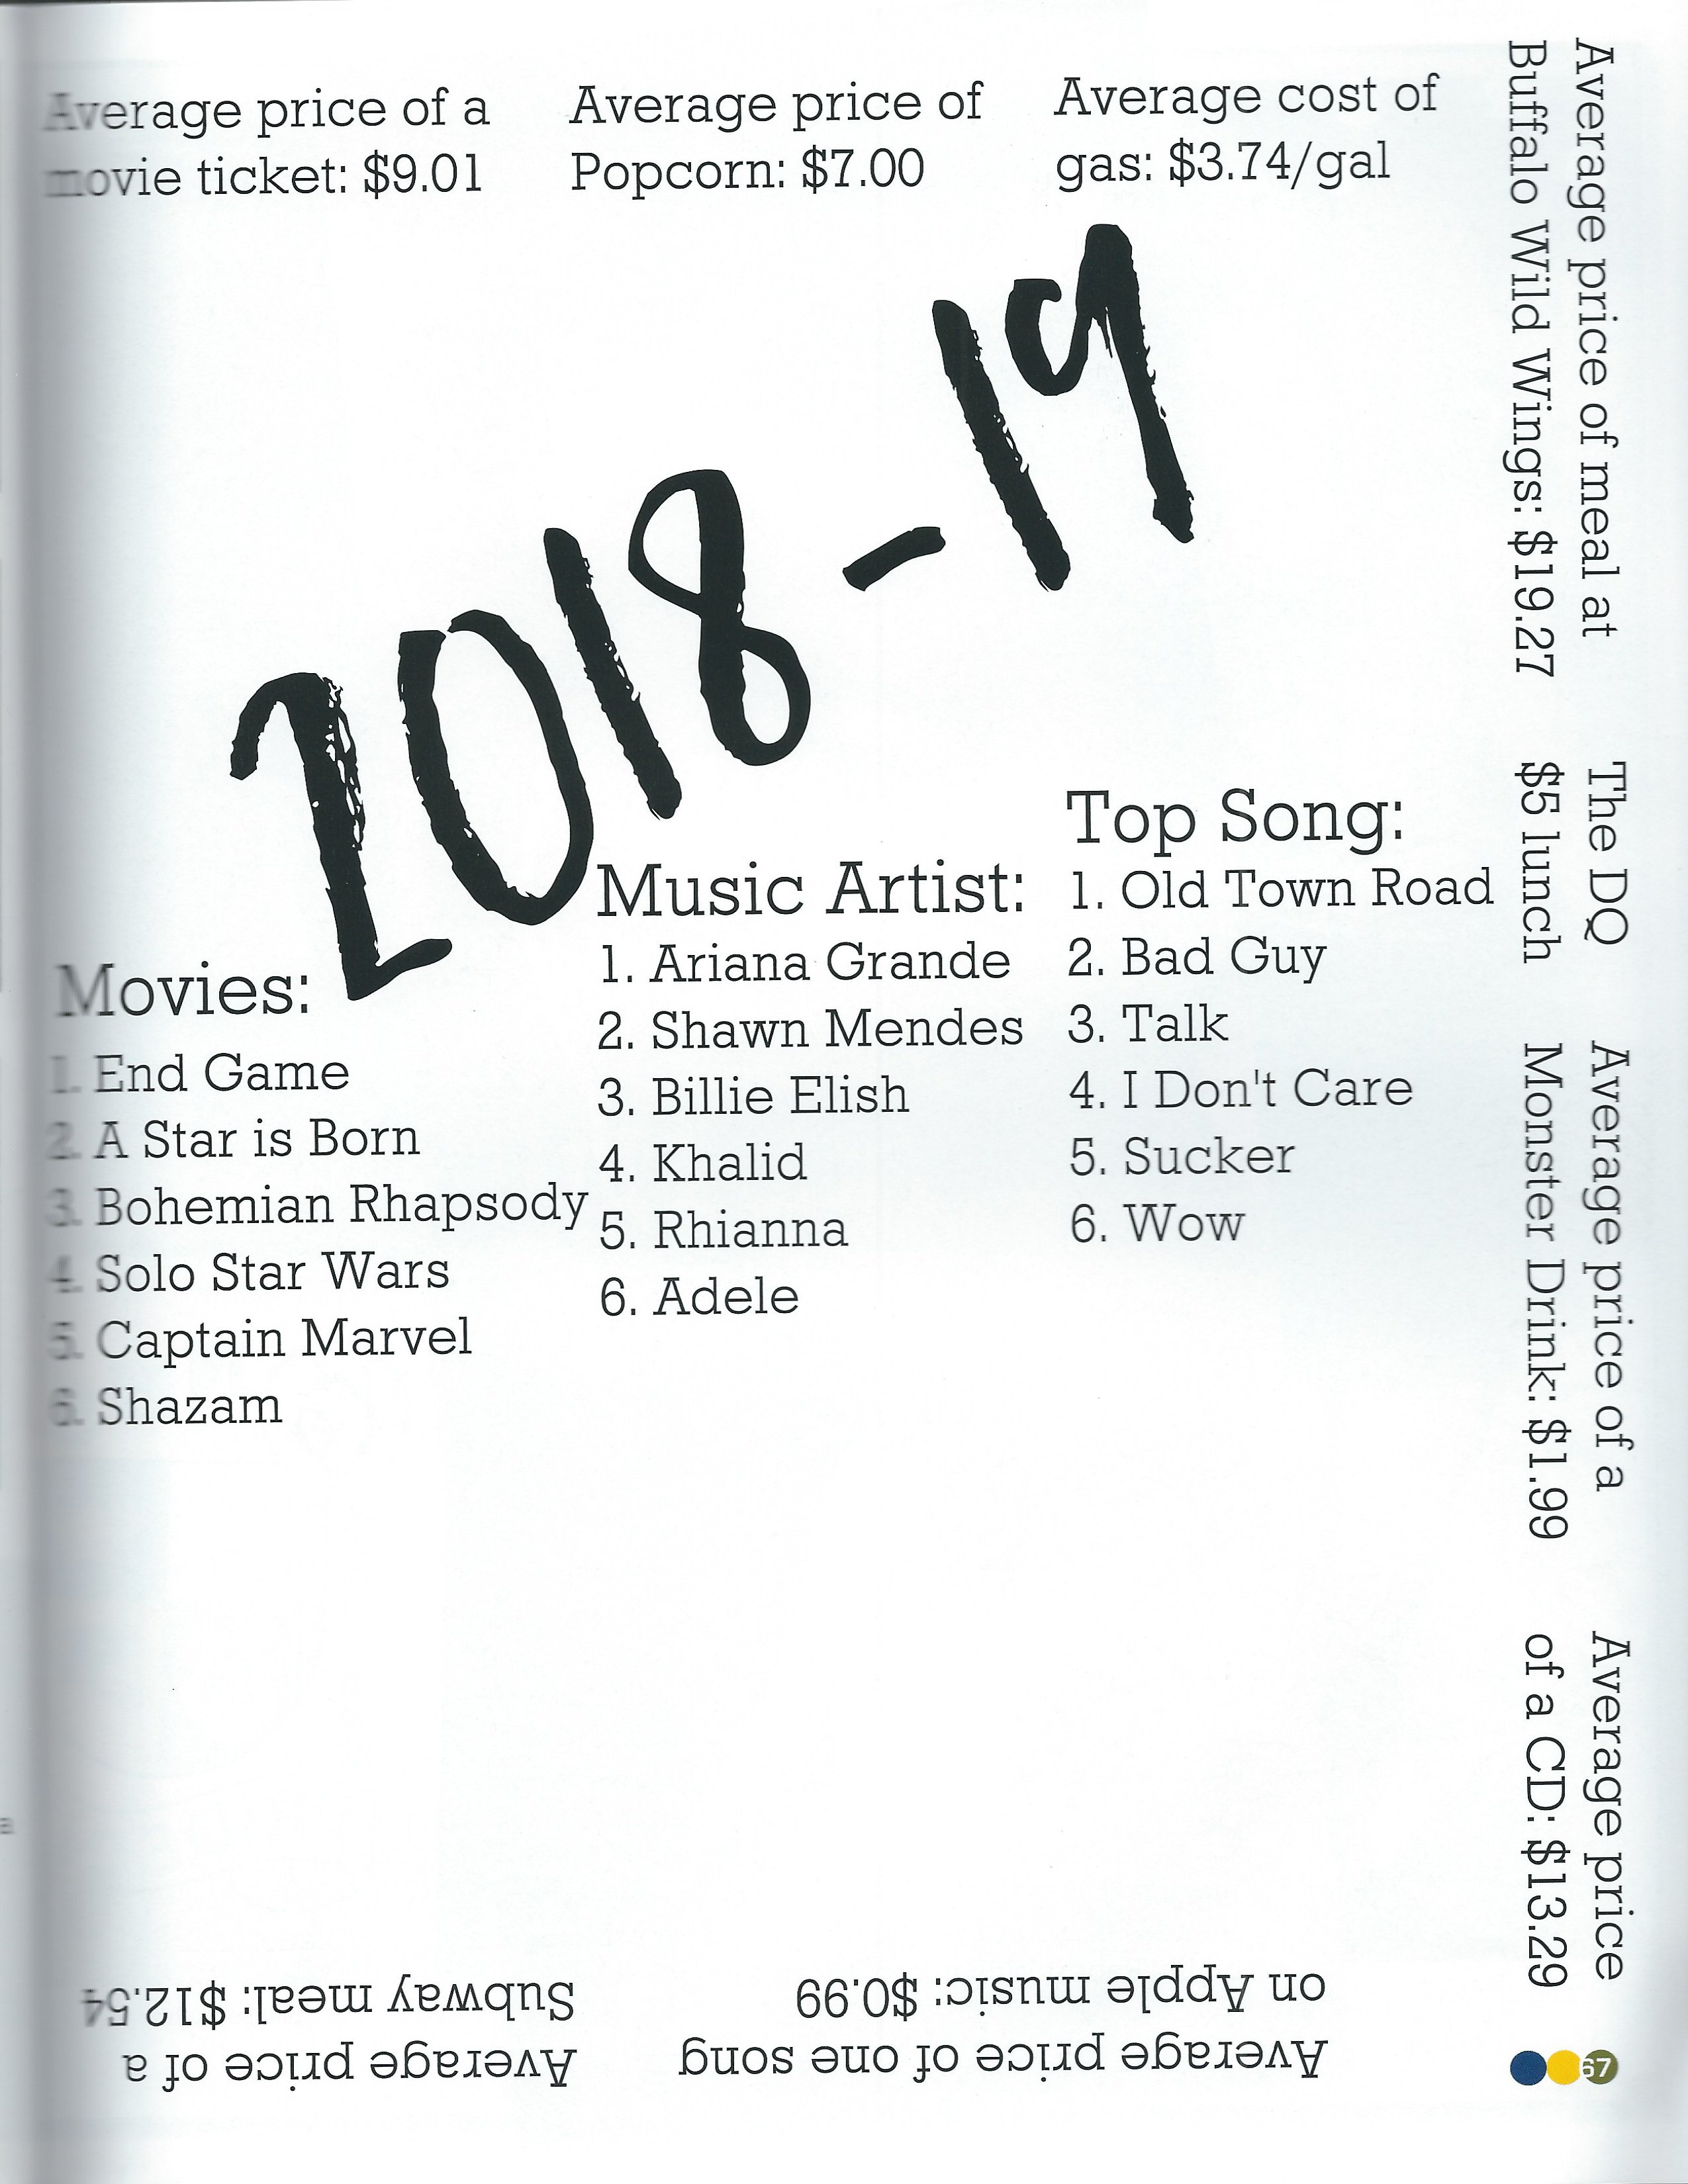 Average price of a
movie ticket: $9.01
Average price of
Popcorn: $7.00
Average cost of
gas: $3.74/gal
Average price of meal at
Buffalo Wild Wings: $19.27
The DQ
$5 lunch
Average price of a
Monster Drink: $1.99
Average price
of a CD: $13.29
2018-19
Movies:
1. End Game
2. A Star is Born
3. Bohemian Rhapsody
4. Solo Star Wars
5. Captain Marvel
6. Shazam
Music Artist:
1. Ariana Grande
2. Shawn Mendes
3. Billie Elish
4. Khalid
5. Rhianna
6. Adele
Top Song:
1. Old Town Road
2. Bad Guy
3. Talk
4. I Don't Care
5. Sucker
6. Wow
Average price of one song
on Apple music: $0.99
Average price of a
Subway meal: $12.54
67